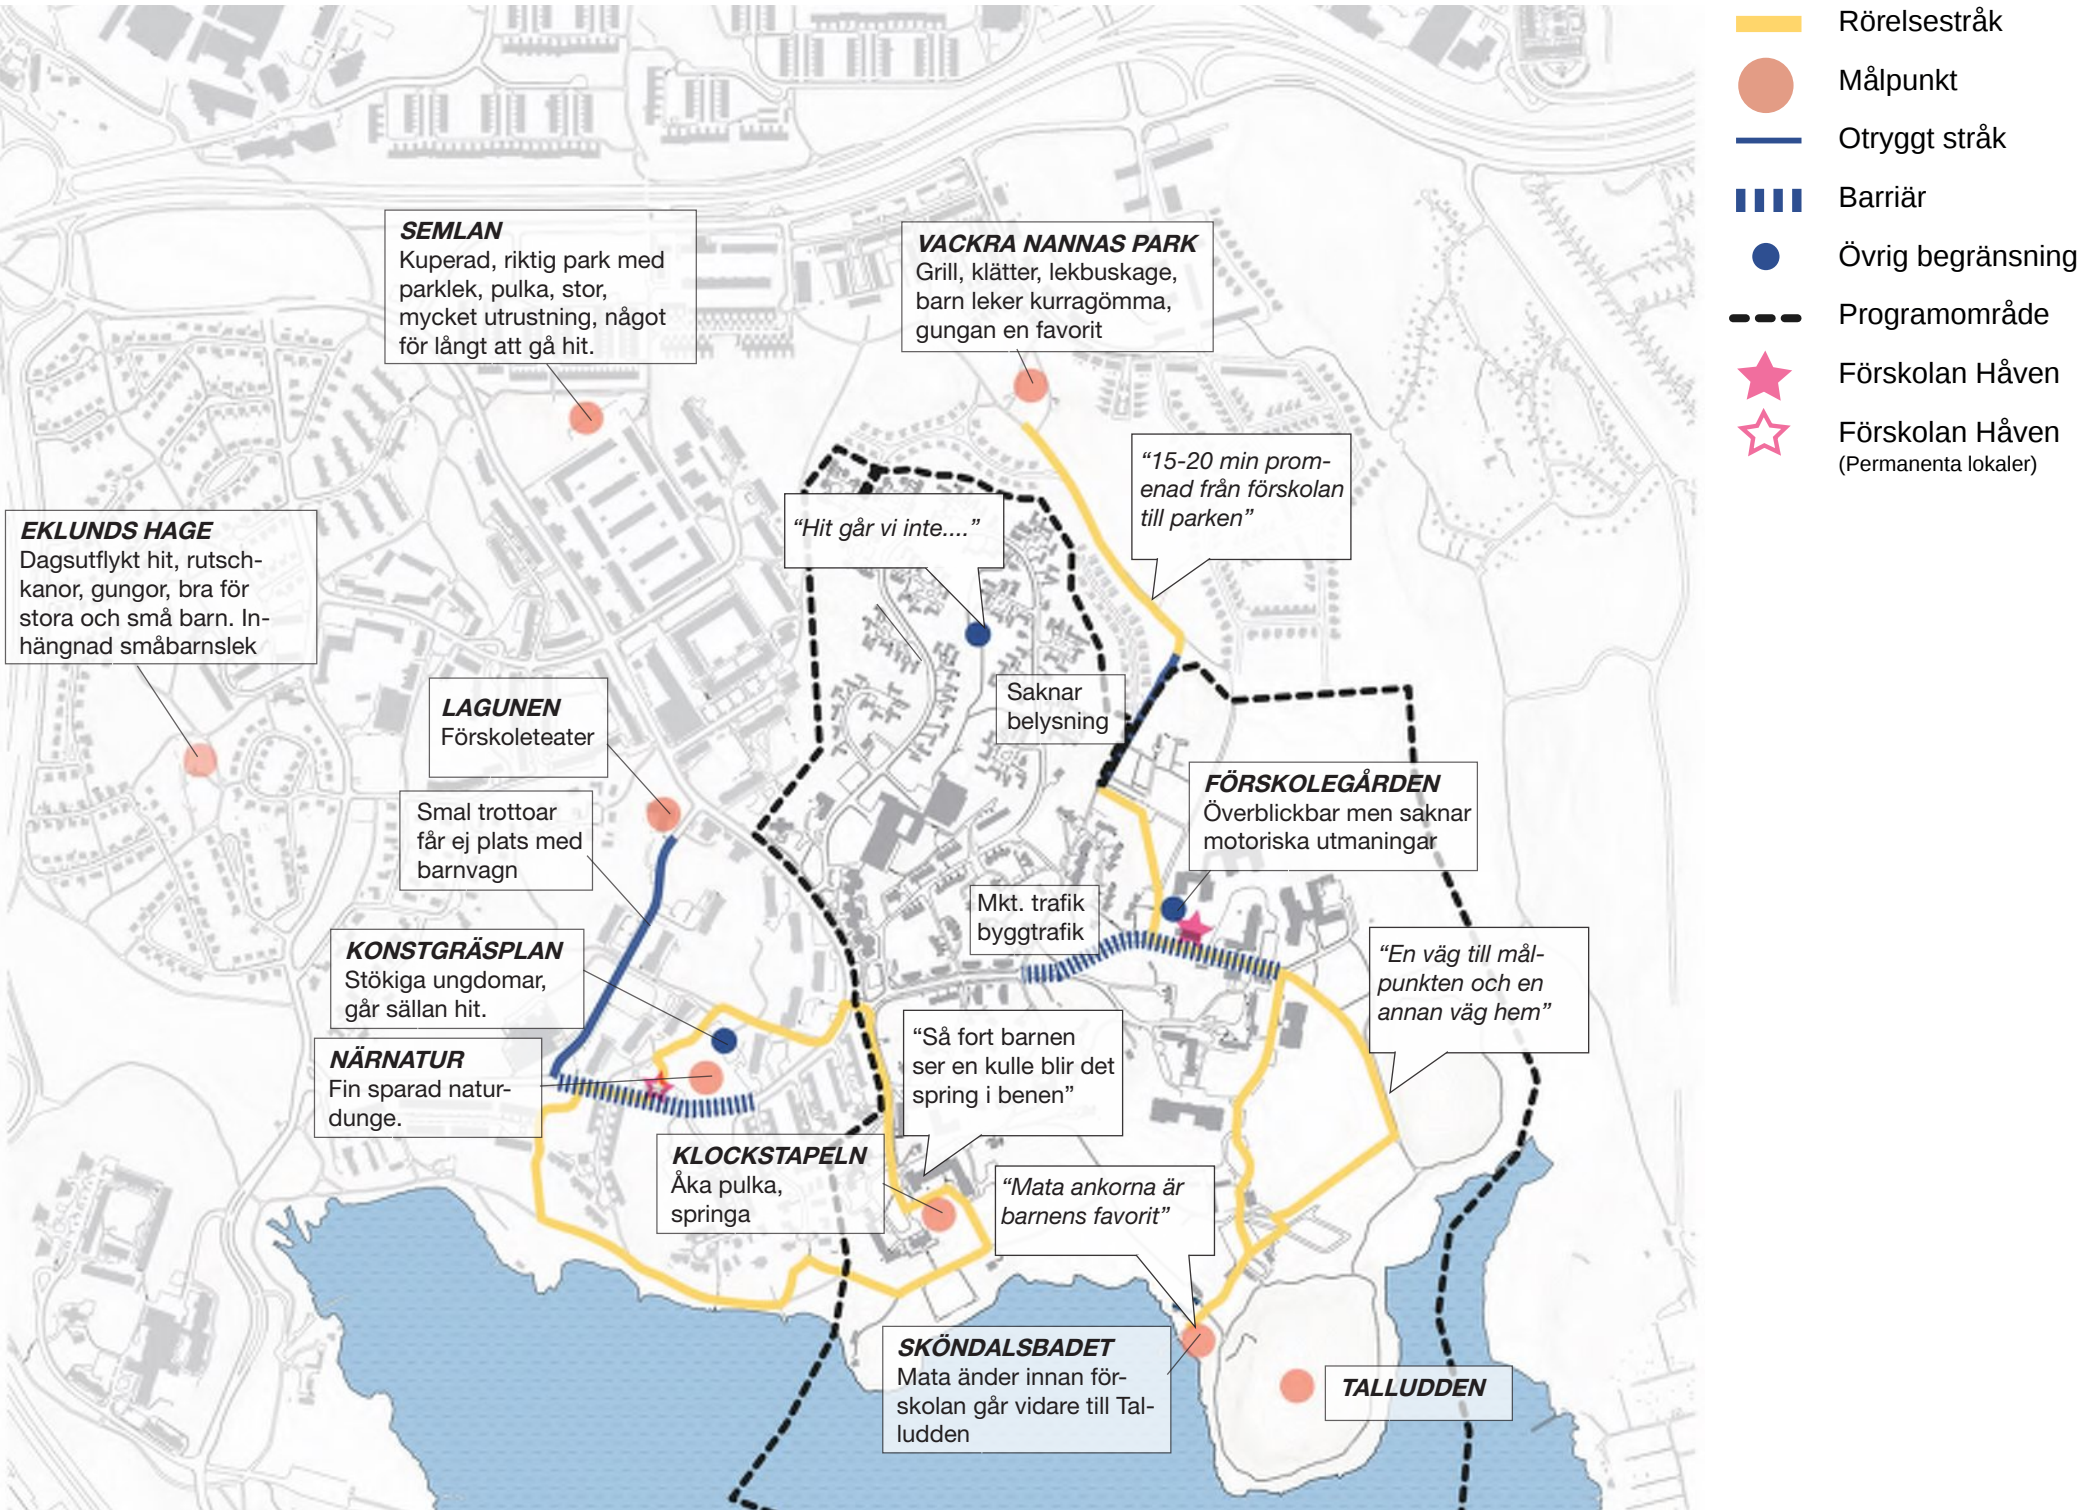 Rörelsestråk
Målpunkt
Otryggt stråk
Barriär
Övrig begränsning
Programområde
Förskolan Håven
Förskolan Håven
(Permanenta lokaler)
SEMLAN
Kuperad, riktig park med
parklek, pulka, stor,
mycket utrustning, något
för långt att gå hit.
VACKRA NANNAS PARK
Grill, klätter, lekbuskage,
barn leker kurragömma,
gungan en favorit
“15-20 min prom-
enad från förskolan
till parken”
“Hit går vi inte....”
EKLUNDS HAGE
Dagsutflykt hit, rutsch-
kanor, gungor, bra för
stora och små barn. In-
hängnad småbarnslek
Saknar
belysning
LAGUNEN
Förskoleteater
FÖRSKOLEGÅRDEN
Överblickbar men saknar
motoriska utmaningar
Smal trottoar
får ej plats med
barnvagn
Mkt. trafik
byggtrafik
KONSTGRÄSPLAN
Stökiga ungdomar,
går sällan hit.
“En väg till mål-
punkten och en
annan väg hem”
“Så fort barnen
ser en kulle blir det
spring i benen”
NÄRNATUR
Fin sparad natur-
dunge.
KLOCKSTAPELN
Åka pulka,
springa
“Mata ankorna är
barnens favorit”
SKÖNDALSBADET
Mata änder innan för-
skolan går vidare till Tal-
ludden
TALLUDDEN